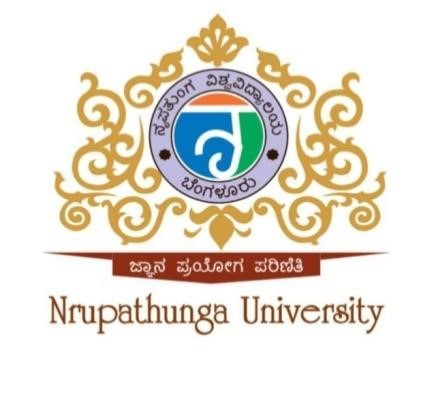 ನೃಪತುಂಗ ವಿಶ್ವವಿದ್ಯಾಲಯ
ಬೆಂಗಳೂರು
ಜ್ಞಾನ ಪ್ರಯೋಗ ಪರಿಣಿತಿ
Nrupathunga University